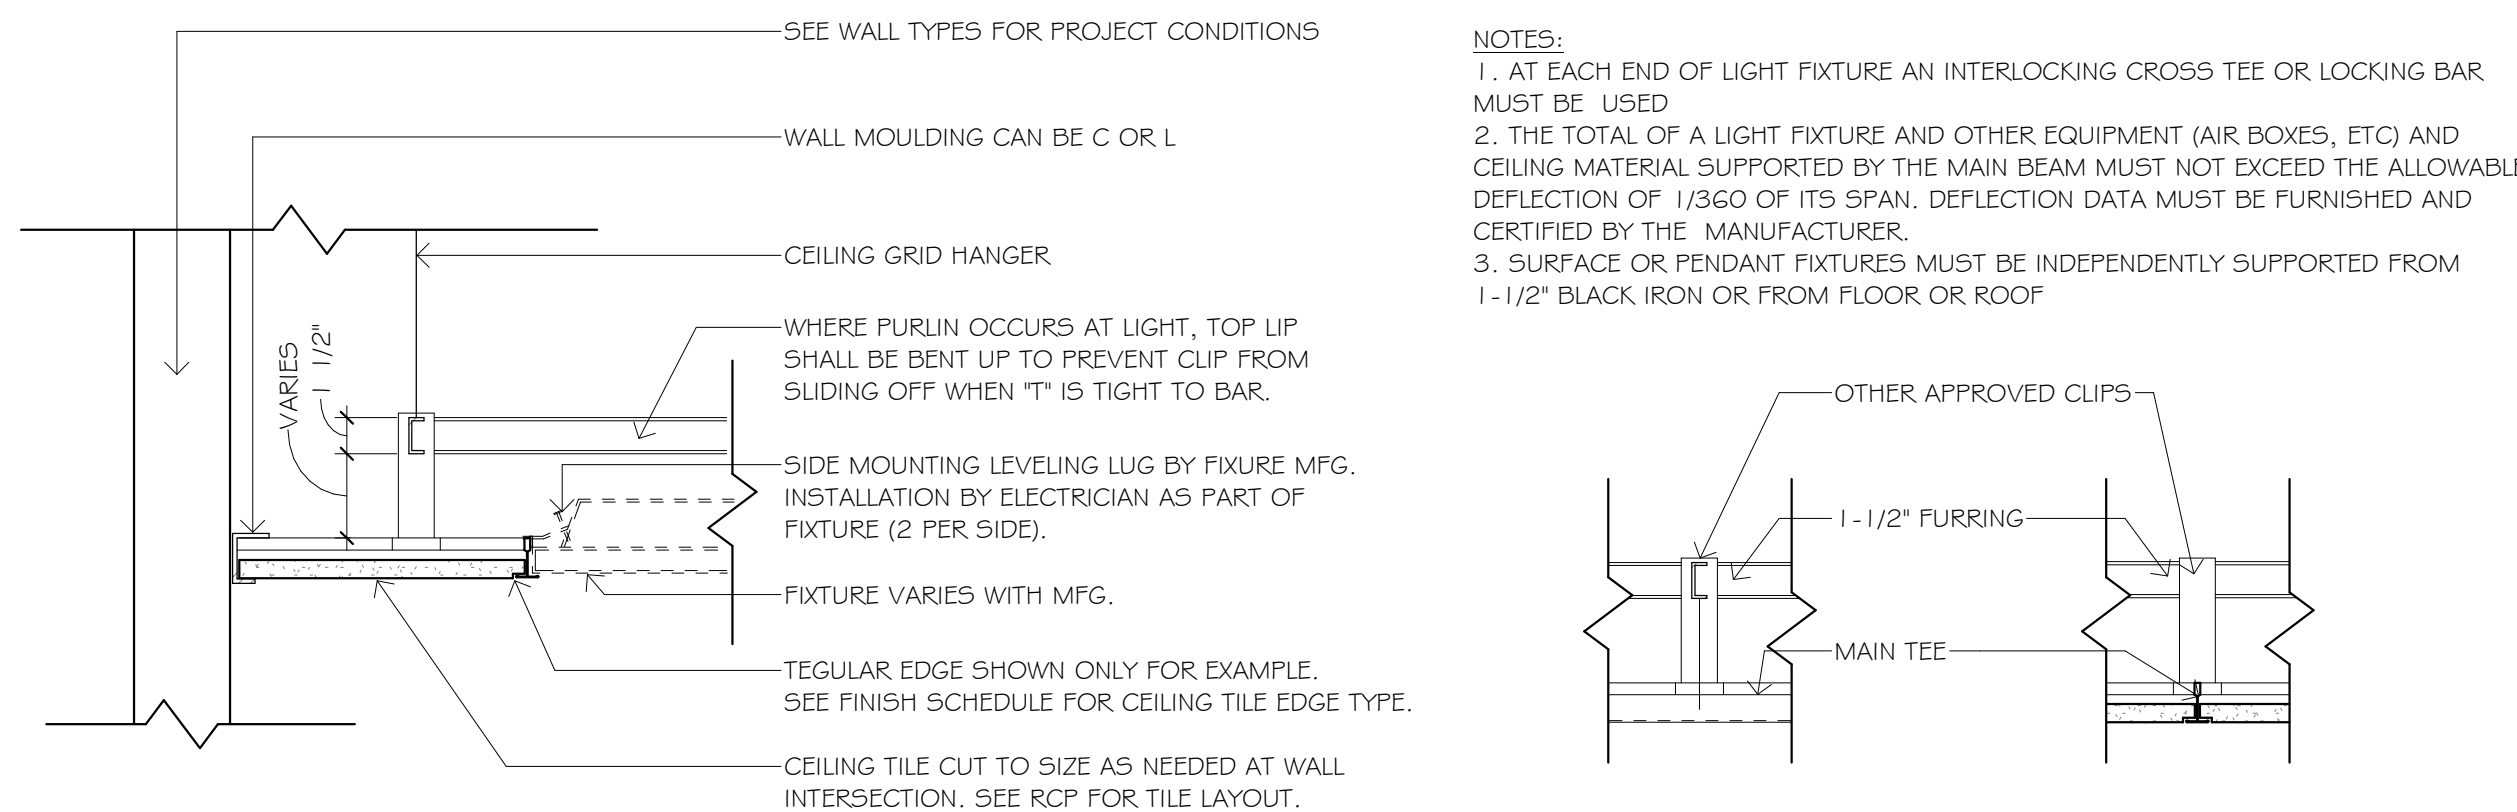 SEE WALL TYPES FOR PROJECT CONDITIONS
WALL MOULDING CAN BE C OR L
CEILING GRID HANGER
WHERE PURLIN OCCURS AT LIGHT, TOP LIP
SHALL BE BENT UP TO PREVENT CLIP FROM
SLIDING OFF WHEN "T" IS TIGHT TO BAR.
VARIES
1 1/2"
SIDE MOUNTING LEVELING LUG BY FIXURE MFG.
INSTALLATION BY ELECTRICIAN AS PART OF
FIXTURE (2 PER SIDE).
FIXTURE VARIES WITH MFG.
TEGULAR EDGE SHOWN ONLY FOR EXAMPLE.
SEE FINISH SCHEDULE FOR CEILING TILE EDGE TYPE.
CEILING TILE CUT TO SIZE AS NEEDED AT WALL
INTERSECTION. SEE RCP FOR TILE LAYOUT.
NOTES:
1. AT EACH END OF LIGHT FIXTURE AN INTERLOCKING CROSS TEE OR LOCKING BAR
MUST BE USED
2. THE TOTAL OF A LIGHT FIXTURE AND OTHER EQUIPMENT (AIR BOXES, ETC) AND
CEILING MATERIAL SUPPORTED BY THE MAIN BEAM MUST NOT EXCEED THE ALLOWABLE
DEFLECTION OF 1/360 OF ITS SPAN. DEFLECTION DATA MUST BE FURNISHED AND
CERTIFIED BY THE MANUFACTURER.
3. SURFACE OR PENDANT FIXTURES MUST BE INDEPENDENTLY SUPPORTED FROM
1-1/2" BLACK IRON OR FROM FLOOR OR ROOF
OTHER APPROVED CLIPS
1-1/2" FURRING
MAIN TEE